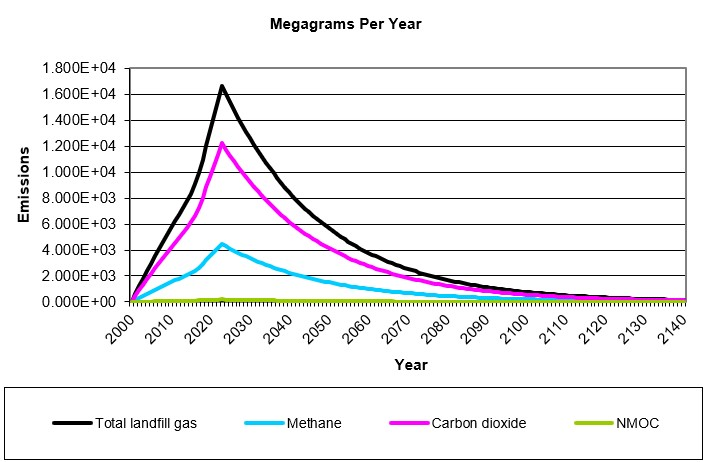 Megagrams Per Year
1.800E+04
1.600E+04
1.400E+04
1.200E+04
1.000E+04
8.000E+03
6.000E+03
4.000E+03
2.000E+03
0.000E+00
Emissions
2000 2010 2020 2030 2040 2050 2060 2070 2080 2090 2100 2110 2120 2130 2140
Year
Total landfill gas Methane Carbon dioxide NMOC